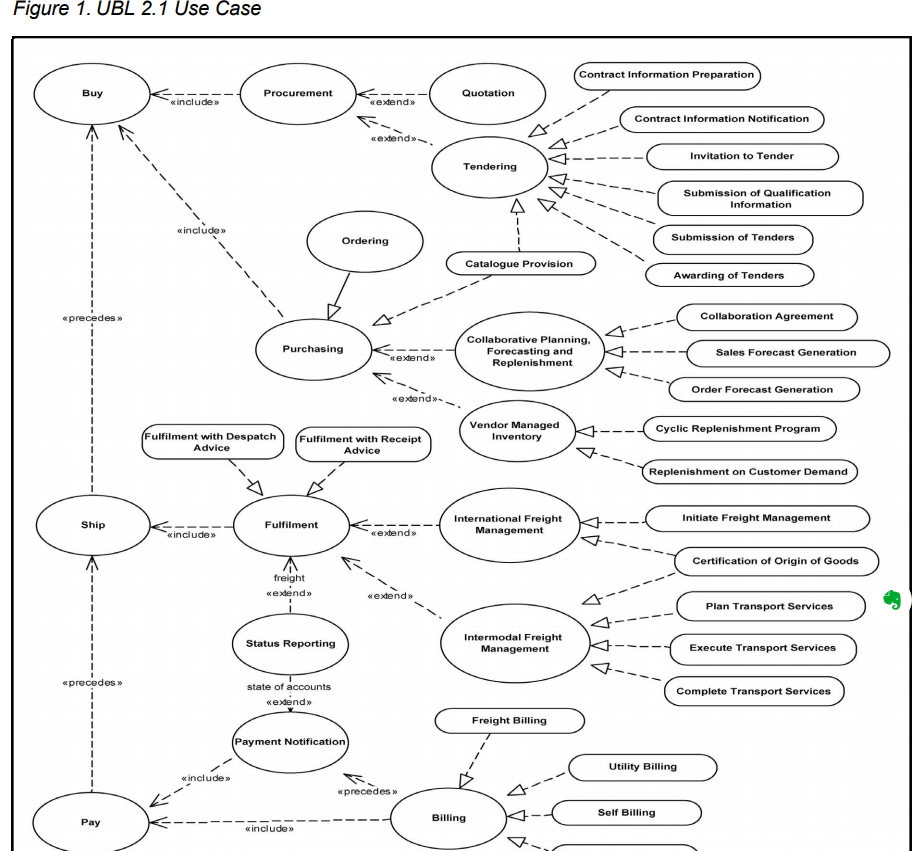 Figure 1. UBL 2.1 Use Case
Contract Information Preparation
Buy
Procurement
Quotation
«include»
«extend»
Contract Information Notification
«extend»
Invitation to Tender
Tendering
Submission of Qualification
Information
«include»
Ordering
Submission of Tenders
Catalogue Provision
Awarding of Tenders
«precedes»
Collaboration Agreement
Purchasing
«extend»
Collaborative Planning,
Forecasting and
Replenishment
Sales Forecast Generation
Order Forecast Generation
«extend»
Vendor Managed
Inventory
Cyclic Replenishment Program
Fulfilment with Despatch
Advice
Fulfilment with Receipt
Advice
Replenishment on Customer Demand
Ship
«include»
Fulfilment
«extend»
International Freight
Management
Initiate Freight Management
Certification of Origin of Goods
freight
«extend»
«extend»
Plan Transport Services
Status Reporting
Intermodal Freight
Management
Execute Transport Services
«precedes»
state of accounts
«extend»
Complete Transport Services
Freight Billing
Payment Notification
Utility Billing
«include»
«precedes»
Self Billing
Pay
«include»
Billing